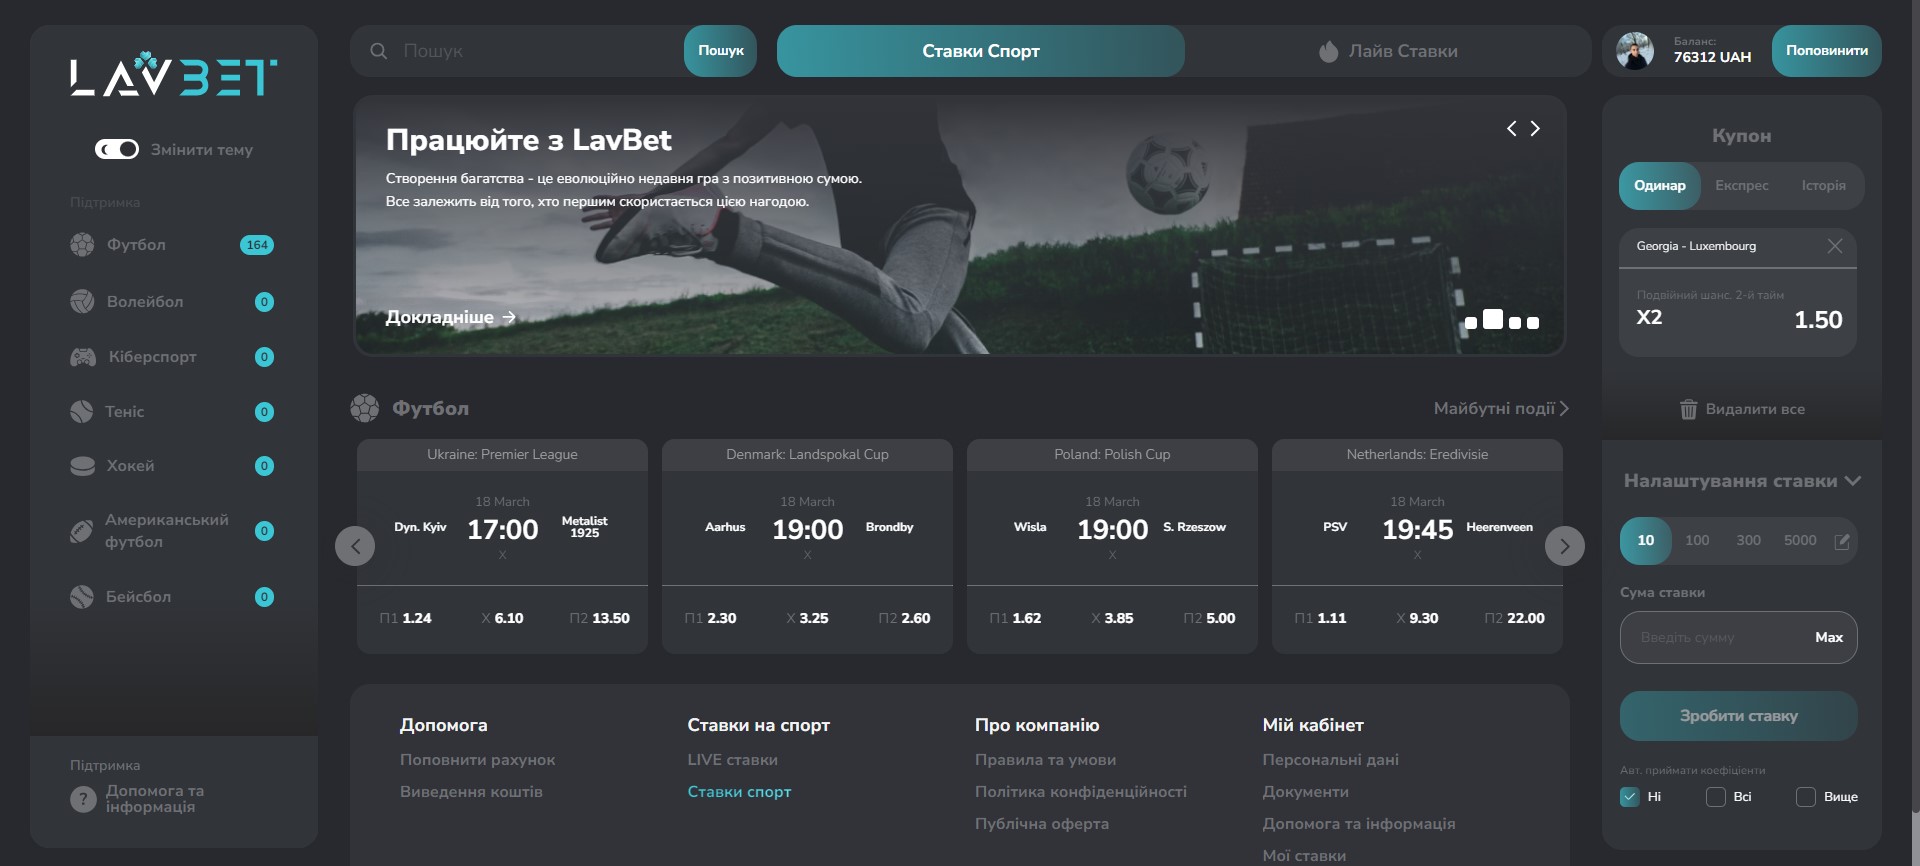 LAVBET
Змінити тему
Підтримка
Футбол 164
Волейбол 0
Кіберспорт 0
Теніс 0
Хокей 0
Американський
футбол 0
Бейсбол 0
Підтримка
? Допомога та
інформація
Пошук Пошук
Ставки Спорт
Лайв Ставки
Баланс:
76312 UAH
Поповинити
Працюйте з LavBet
Створення багатства - це еволюційно недавня гра з позитивною сумою.
Все залежить від того, хто першим скористається цією нагодою.
Докладніше
Футбол
Майбутні події
Ukraine: Premier League
18 March
Dyn. Kyiv 17:00 Metalist
1925
X
П1 1.24 X 6.10 П2 13.50
Denmark: Landspokal Cup
18 March
Aarhus 19:00 Brondby
X
П1 2.30 X 3.25 П2 2.60
Poland: Polish Cup
18 March
Wisla 19:00 S. Rzeszow
X
П1 1.62 X 3.85 П2 5.00
Netherlands: Eredivisie
18 March
PSV 19:45 Heerenveen
X
П1 1.11 X 9.30 П2 22.00
Допомога
Поповнити рахунок
Виведення коштів
Ставки на спорт
LIVE ставки
Ставки спорт
Про компанію
Правила та умови
Політика конфіденційності
Публічна оферта
Мій кабінет
Персональні дані
Документи
Допомога та інформація
Мої ставки
Купон
Одинар Експрес Історія
Georgia - Luxembourg
Подвійний шанс. 2-й тайм
X2 1.50
Видалити все
Налаштування ставки
10 100 300 5000
Сума ставки
Введіть сумму Max
Зробити ставку
Авт. приймати коефіцієнти
Ні Всі Вище